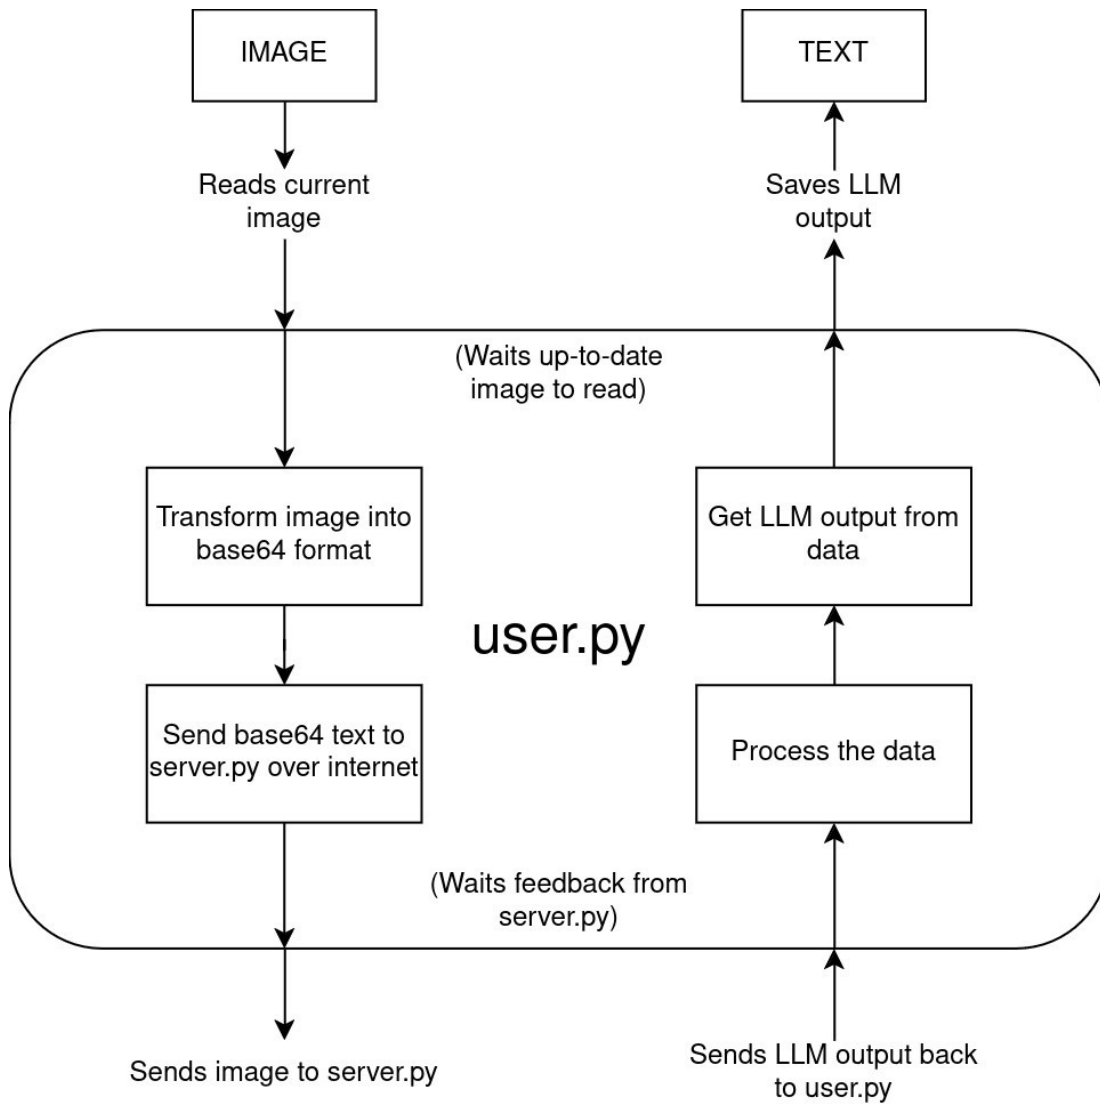 IMAGE
TEXT
Reads current
image
Saves LLM
output
(Waits up-to-date
image to read)
Transform image into
base64 format
Get LLM output from
data
user.py
Send base64 text to
server.py over internet
Process the data
(Waits feedback from
server.py)
Sends image to server.py
Sends LLM output back
to user.py